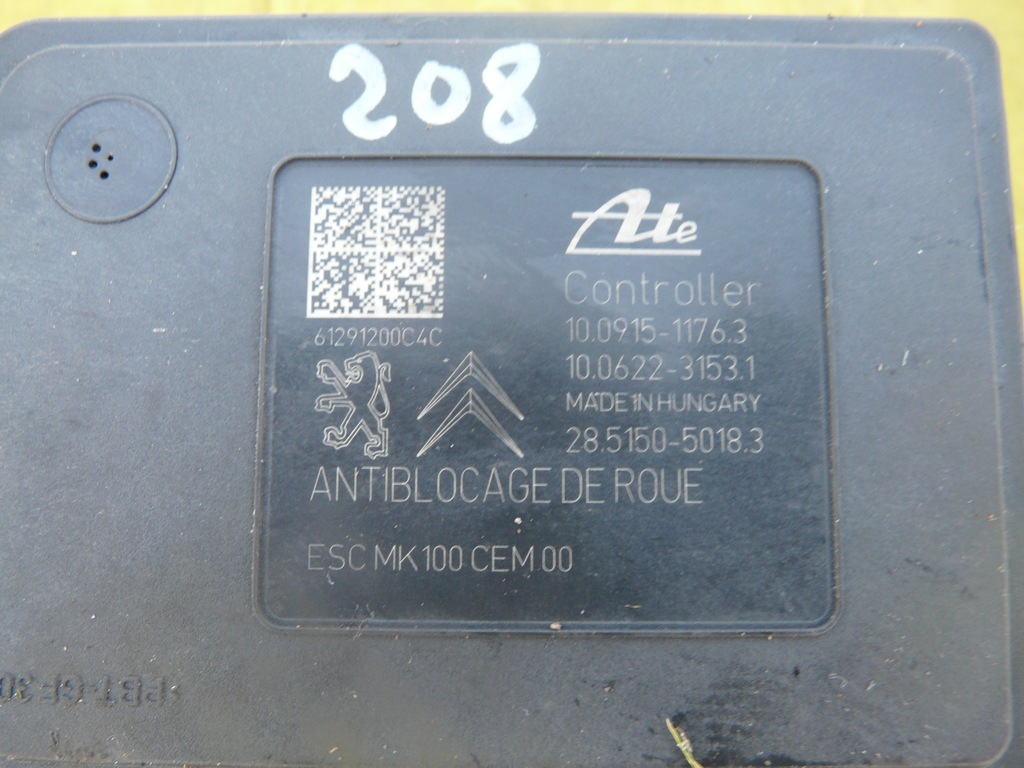 208
Ate
Controller
61291200C4C
10.0915-1176.3
10.0622-3153.1
MADE IN HUNGARY
28.5150-5018.3
ANTIBLOCAGE DE ROUE
ESC MK100 CEM.00